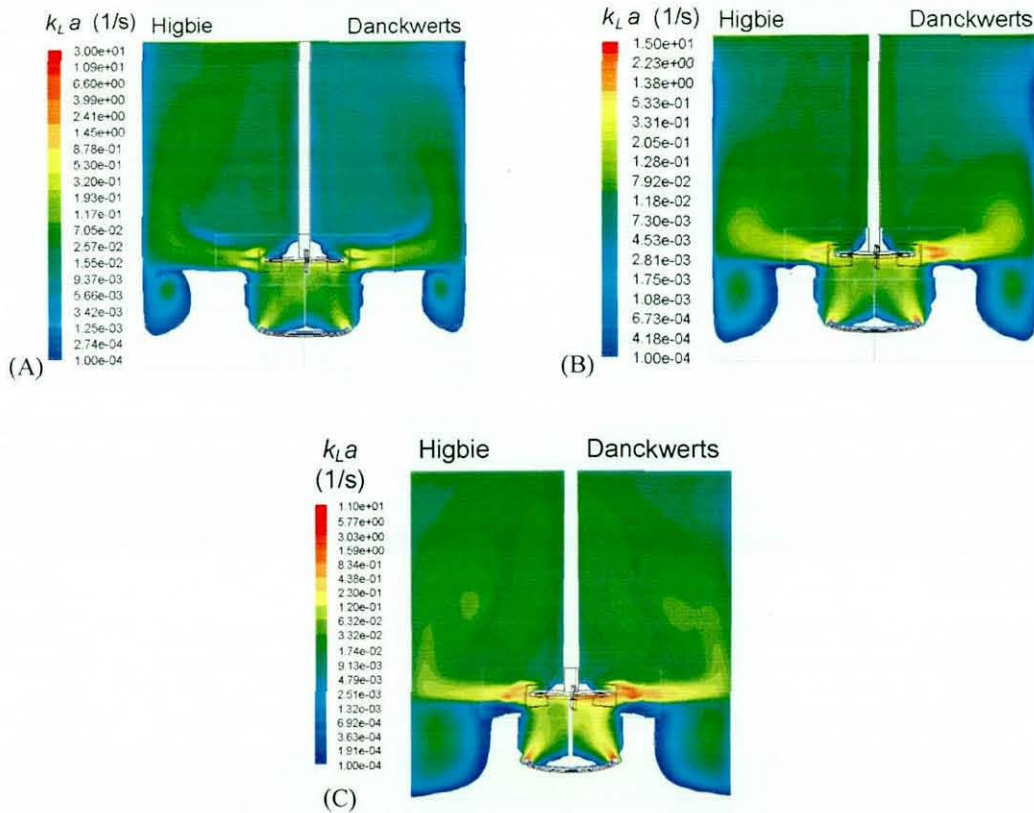 k_L a (1/s)
Higbie
Danckwerts
3.00e+01
1.09e+01
6.60e+00
3.99e+00
2.41e+00
1.45e+00
8.78e-01
5.30e-01
3.20e-01
1.93e-01
1.17e-01
7.05e-02
2.57e-02
1.55e-02
9.37e-03
5.66e-03
3.42e-03
1.25e-03
2.74e-04
1.00e-04
(A)
k_L a (1/s)
Higbie
Danckwerts
1.50e+01
2.23e+00
1.38e+00
5.33e-01
3.31e-01
2.05e-01
1.28e-01
7.92e-02
1.18e-02
7.30e-03
4.53e-03
2.81e-03
1.75e-03
1.08e-03
6.73e-04
4.18e-04
1.00e-04
(B)
k_L a
(1/s)
Higbie
Danckwerts
1.10e+01
5.77e+00
3.03e+00
1.59e+00
8.34e-01
4.38e-01
2.30e-01
1.20e-01
6.32e-02
3.32e-02
1.74e-02
9.13e-03
4.79e-03
2.51e-03
1.32e-03
6.92e-04
3.63e-04
1.91e-04
1.00e-04
(C)